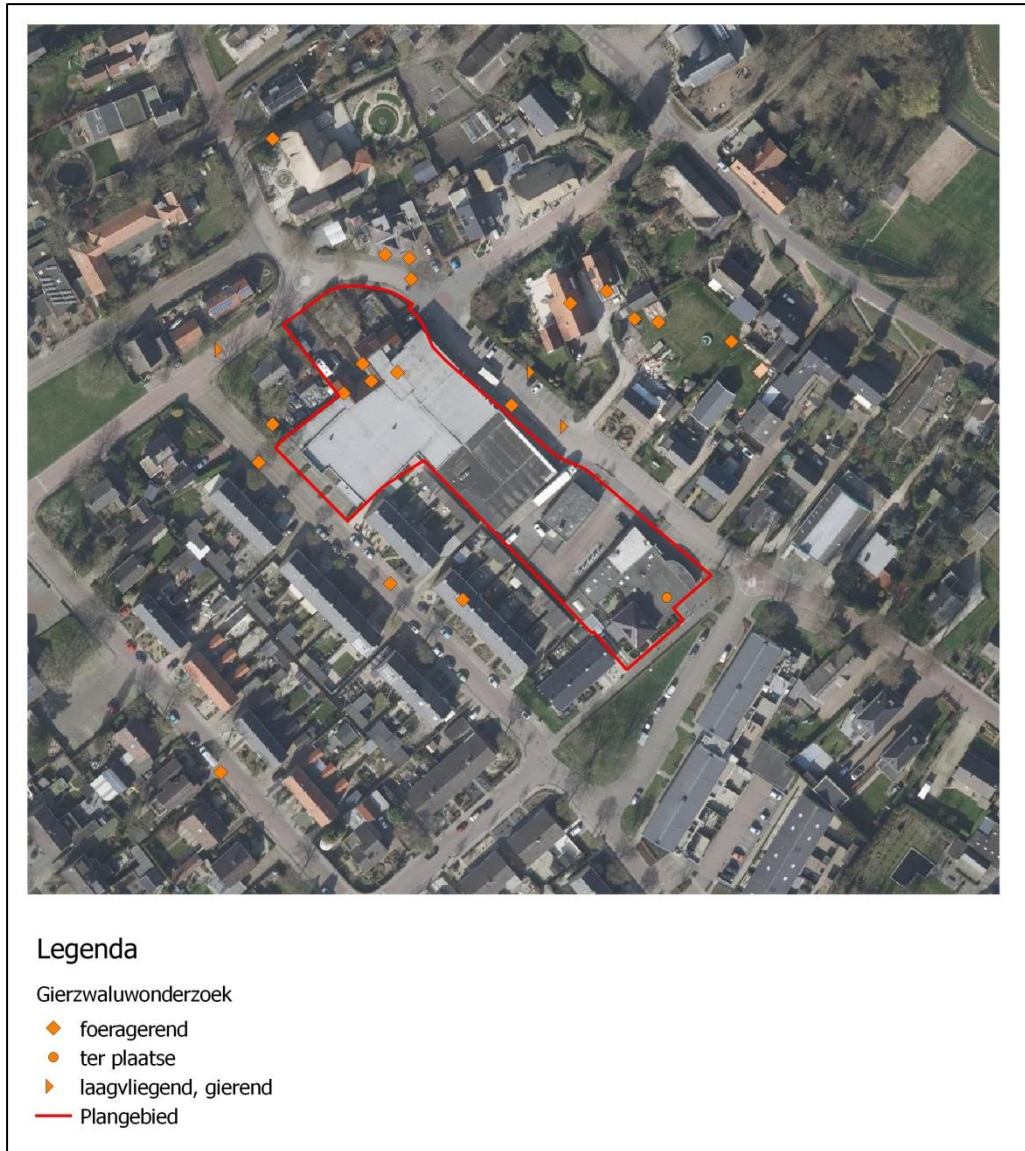 Legenda
Gierzwaluwonderzoek
foeragerend
ter plaatse
laagvliegend, gierend
Plangebied